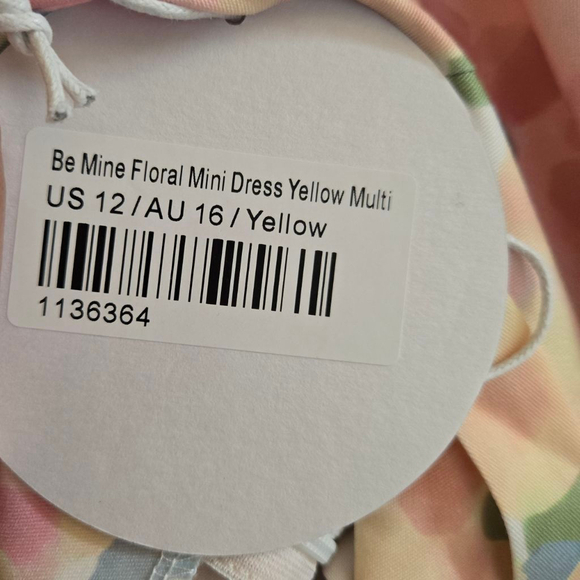 Be Mine Floral Mini Dress Yellow Multi
US 12 / AU 16 / Yellow
1136364